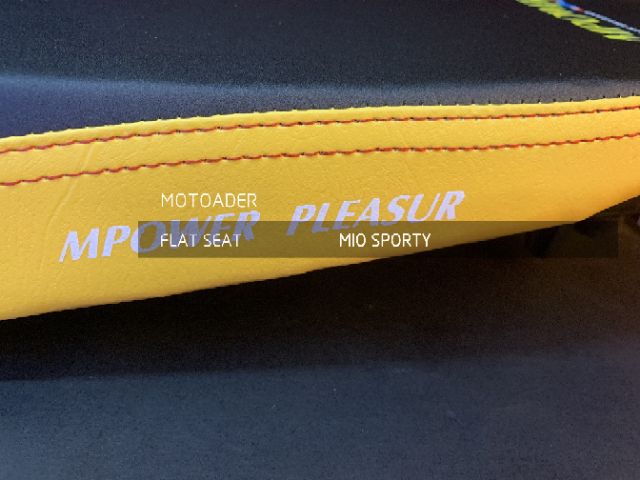 MOTOADER
MPOWER PLEASUR
FLAT SEAT MIO SPORTY